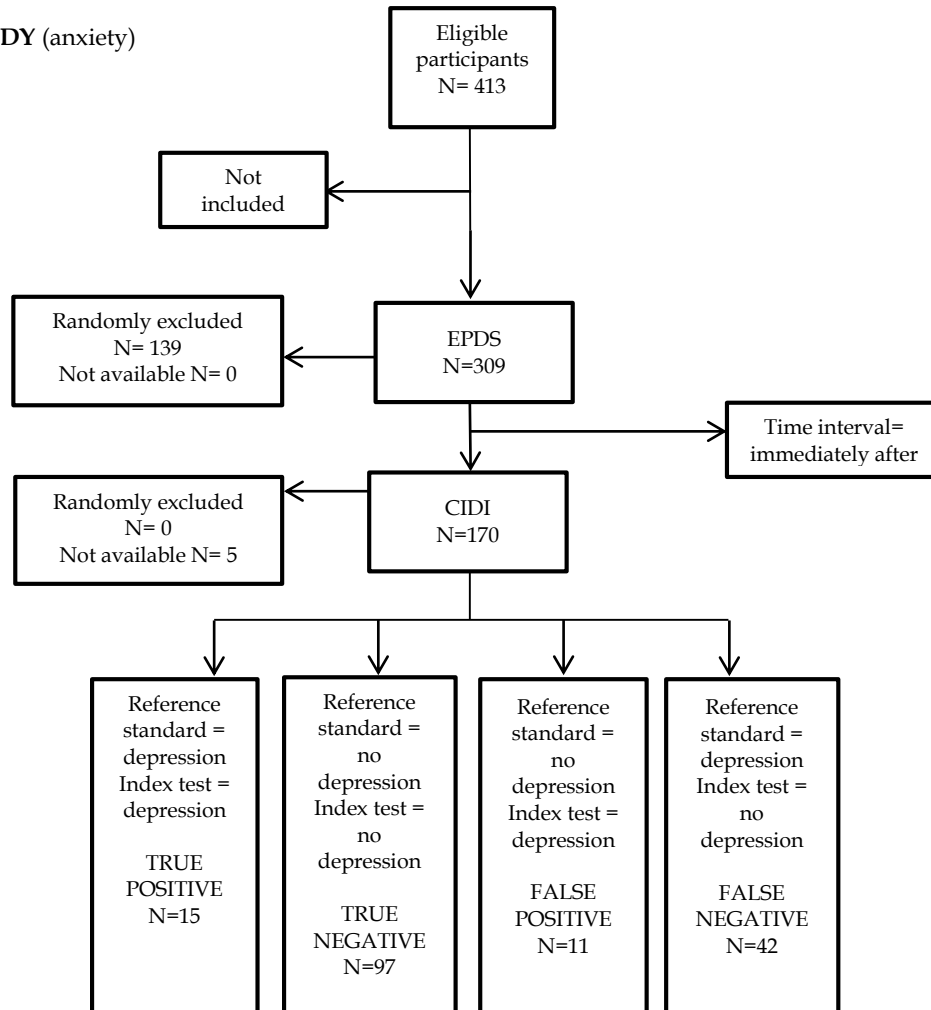 DY (anxiety)
Eligible
participants
N= 413
Not
included
Randomly excluded
N= 139
Not available N= 0
EPDS
N=309
Time interval=
immediately after
Randomly excluded
N= 0
Not available N= 5
CIDI
N=170
Reference
standard =
depression
Index test =
depression
TRUE
POSITIVE
N=15
Reference
standard =
no
depression
Index test =
no
depression
TRUE
NEGATIVE
N=97
Reference
standard =
no
depression
Index test =
depression
FALSE
POSITIVE
N=11
Reference
standard =
depression
Index test =
no
depression
FALSE
NEGATIVE
N=42